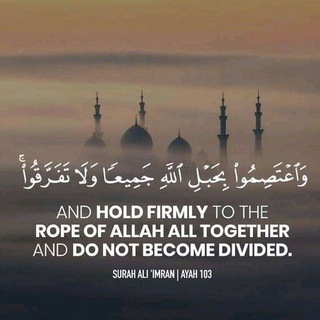 وَٱعۡتَصِمُواْ بِحَبۡلِ ٱللَّهِ جَمِيعٗا وَلَا تَفَرَّقُواْۚ
AND HOLD FIRMLY TO THE
ROPE OF ALLAH ALL TOGETHER
AND DO NOT BECOME DIVIDED.
SURAH ALI 'IMRAN | AYAH 103